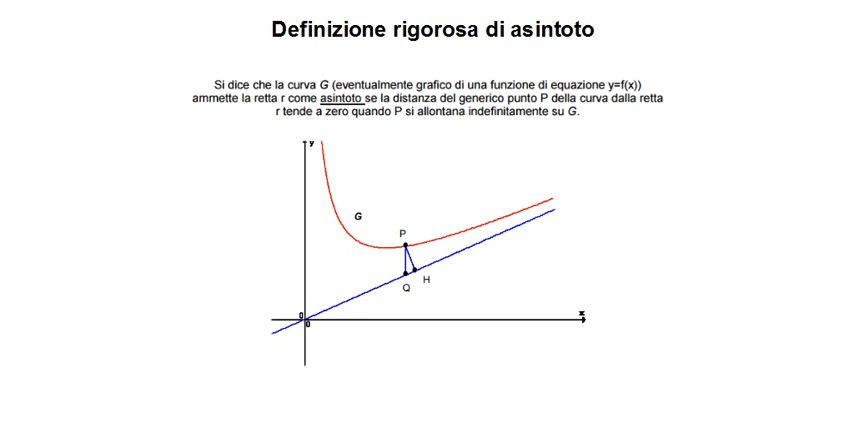 Definizione rigorosa di asintoto
Si dice che la curva G (eventualmente grafico di una funzione di equazione y=f(x))
ammette la retta r come asintoto se la distanza del generico punto P della curva dalla retta
r tende a zero quando P si allontana indefinitamente su G.
y
G
P
H
Q
x
0
0